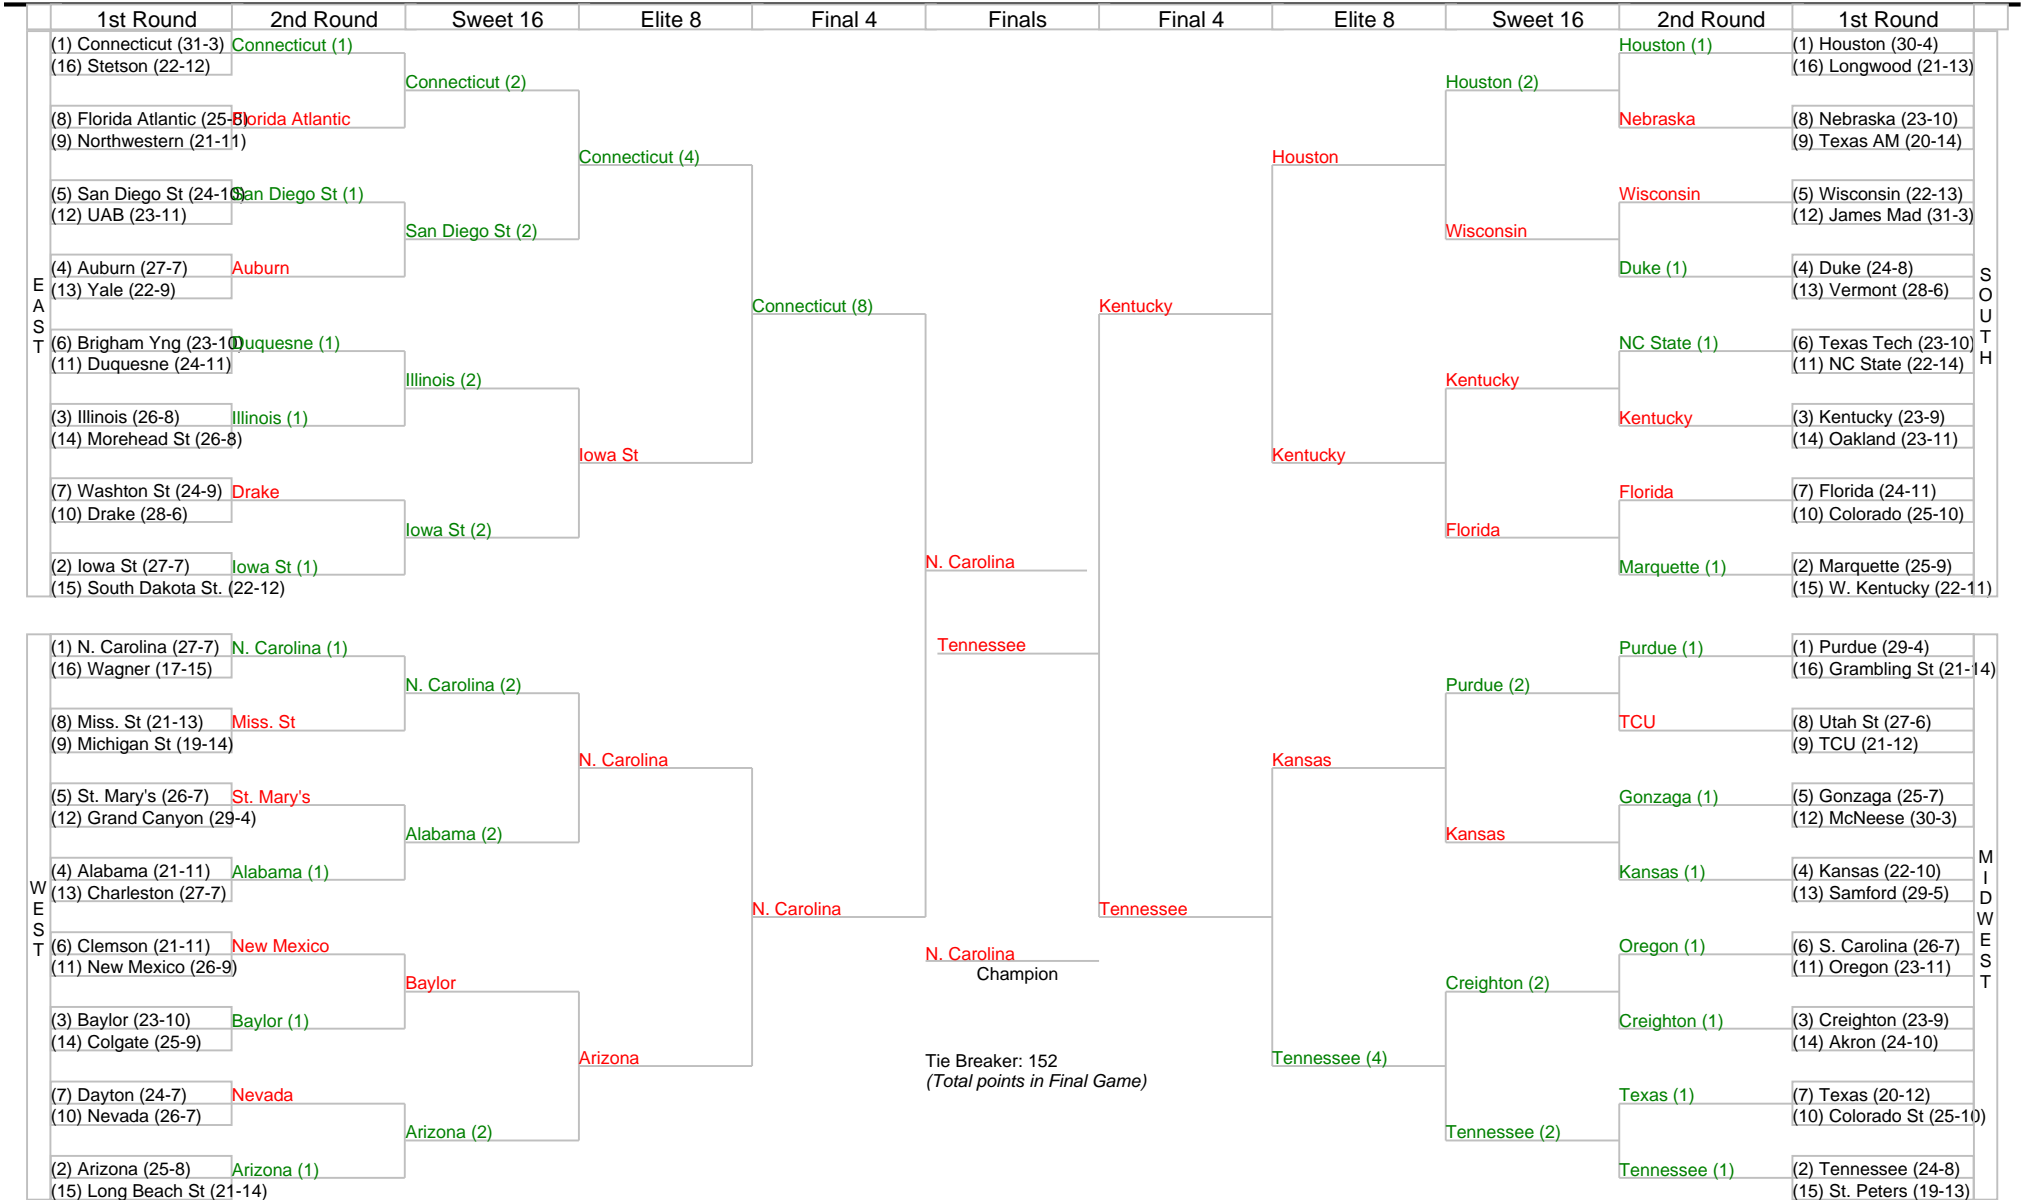 1st Round 2nd Round Sweet 16 Elite 8 Final 4 Finals Final 4 Elite 8 Sweet 16 2nd Round 1st Round
EAST
(1) Connecticut (31-3)
(16) Stetson (22-12)
(8) Florida Atlantic (25-8)
(9) Northwestern (21-11)
(5) San Diego St (24-10)
(12) UAB (23-11)
(4) Auburn (27-7)
(13) Yale (22-9)
(6) Brigham Yng (23-10)
(11) Duquesne (24-11)
(3) Illinois (26-8)
(14) Morehead St (26-8)
(7) Washton St (24-9)
(10) Drake (28-6)
(2) Iowa St (27-7)
(15) South Dakota St. (22-12)
Connecticut (1)
Florida Atlantic
San Diego St (1)
Auburn
Duquesne (1)
Illinois (1)
Drake
Iowa St (1)
Connecticut (2)
San Diego St (2)
Illinois (2)
Iowa St (2)
Connecticut (4)
Iowa St
Connecticut (8)
WEST
(1) N. Carolina (27-7)
(16) Wagner (17-15)
(8) Miss. St (21-13)
(9) Michigan St (19-14)
(5) St. Mary's (26-7)
(12) Grand Canyon (29-4)
(4) Alabama (21-11)
(13) Charleston (27-7)
(6) Clemson (21-11)
(11) New Mexico (26-9)
(3) Baylor (23-10)
(14) Colgate (25-9)
(7) Dayton (24-7)
(10) Nevada (26-7)
(2) Arizona (25-8)
(15) Long Beach St (21-14)
N. Carolina (1)
Miss. St
St. Mary's
Alabama (1)
New Mexico
Baylor (1)
Nevada
Arizona (1)
N. Carolina (2)
Alabama (2)
Baylor
Arizona (2)
N. Carolina
Arizona
N. Carolina
N. Carolina
Tennessee
N. Carolina
Champion
Tie Breaker: 152
(Total points in Final Game)
Kentucky
Tennessee
Houston
Kentucky
Houston (2)
Wisconsin
Kentucky
Florida
Houston (1)
Nebraska
Wisconsin
Duke (1)
NC State (1)
Kentucky
Florida
Marquette (1)
(1) Houston (30-4)
(16) Longwood (21-13)
(8) Nebraska (23-10)
(9) Texas AM (20-14)
(5) Wisconsin (22-13)
(12) James Mad (31-3)
(4) Duke (24-8)
(13) Vermont (28-6)
(6) Texas Tech (23-10)
(11) NC State (22-14)
(3) Kentucky (23-9)
(14) Oakland (23-11)
(7) Florida (24-11)
(10) Colorado (25-10)
(2) Marquette (25-9)
(15) W. Kentucky (22-11)
SOUTH
Kansas
Tennessee (4)
Purdue (2)
Kansas
Creighton (2)
Tennessee (2)
Purdue (1)
TCU
Gonzaga (1)
Kansas (1)
Oregon (1)
Creighton (1)
Texas (1)
Tennessee (1)
(1) Purdue (29-4)
(16) Grambling St (21-14)
(8) Utah St (27-6)
(9) TCU (21-12)
(5) Gonzaga (25-7)
(12) McNeese (30-3)
(4) Kansas (22-10)
(13) Samford (29-5)
(6) S. Carolina (26-7)
(11) Oregon (23-11)
(3) Creighton (23-9)
(14) Akron (24-10)
(7) Texas (20-12)
(10) Colorado St (25-10)
(2) Tennessee (24-8)
(15) St. Peters (19-13)
MIDWEST